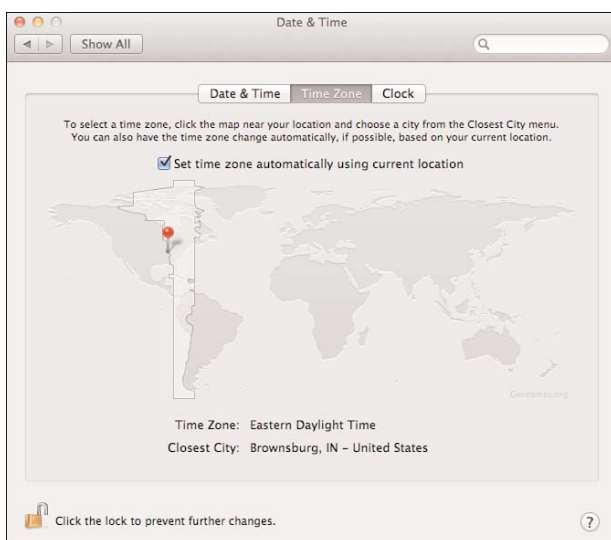 Date & Time
Show All
Date & Time Time Zone Clock
To select a time zone, click the map near your location and choose a city from the Closest City menu.
You can also have the time zone change automatically, if possible, based on your current location.
Set time zone automatically using current location
Geonames.org
Time Zone: Eastern Daylight Time
Closest City: Brownsburg, IN – United States
Click the lock to prevent further changes.
?